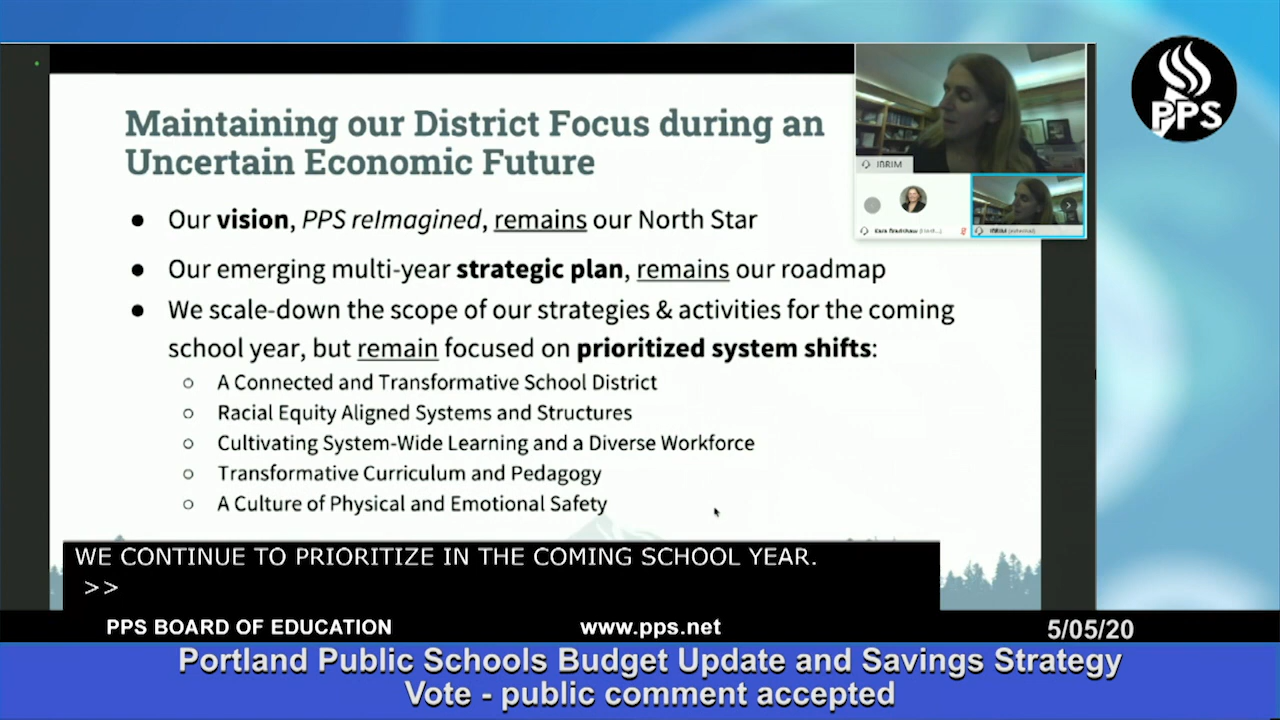 Maintaining our District Focus during an
Uncertain Economic Future
● Our vision, PPS reImagined, remains our North Star
● Our emerging multi-year strategic plan, remains our roadmap
● We scale-down the scope of our strategies & activities for the coming
school year, but remain focused on prioritized system shifts:
○ A Connected and Transformative School District
○ Racial Equity Aligned Systems and Structures
○ Cultivating System-Wide Learning and a Diverse Workforce
○ Transformative Curriculum and Pedagogy
○ A Culture of Physical and Emotional Safety
PPS
WE CONTINUE TO PRIORITIZE IN THE COMING SCHOOL YEAR.
>>
PPS BOARD OF EDUCATION www.pps.net 5/05/20
Portland Public Schools Budget Update and Savings Strategy
Vote - public comment accepted